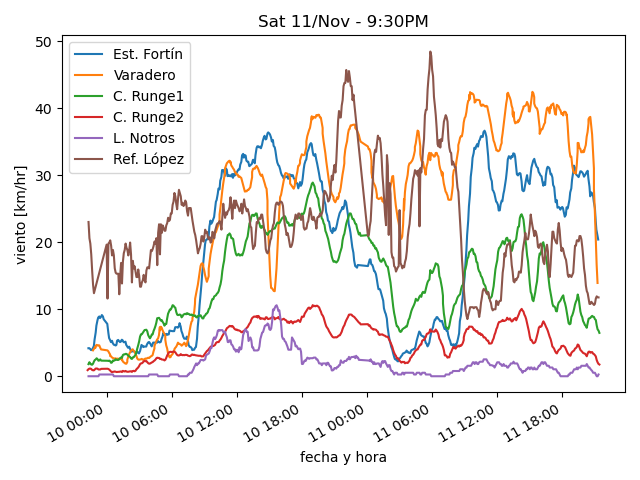 Sat 11/Nov - 9:30PM
viento [km/hr]
50
40
30
20
10
0
Est. Fortín
Varadero
C. Runge1
C. Runge2
L. Notros
Ref. López
10 00:00
10 06:00
10 12:00
10 18:00
11 00:00
11 06:00
11 12:00
11 18:00
fecha y hora